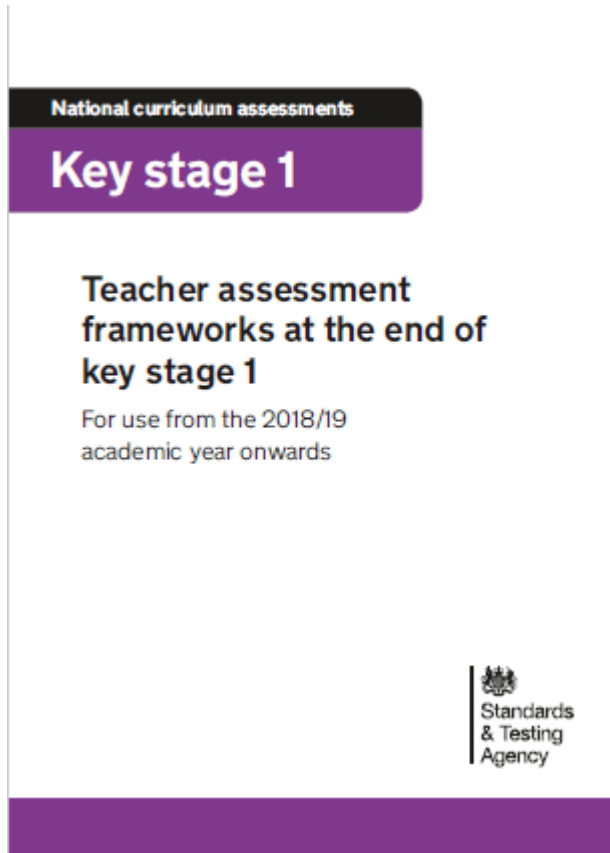 National curriculum assessments
Key stage 1
Teacher assessment
frameworks at the end of
key stage 1
For use from the 2018/19
academic year onwards
Standards
& Testing
Agency